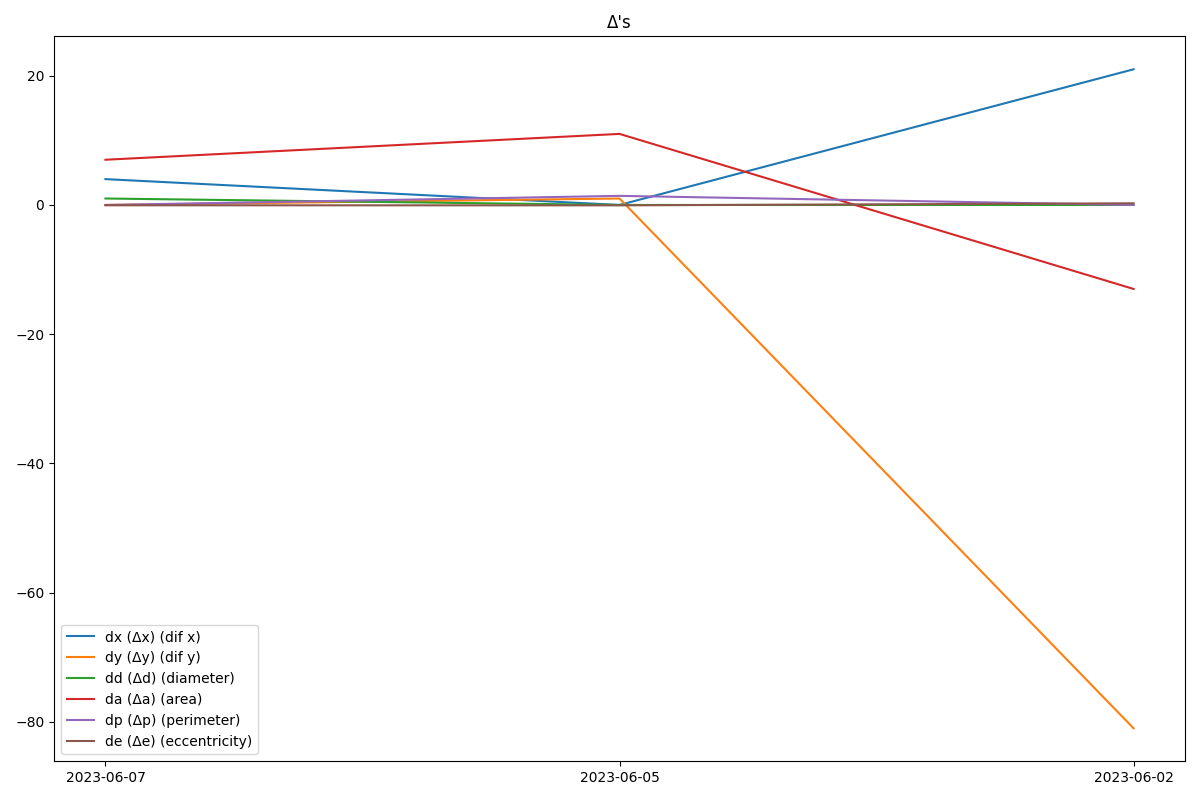 Δ's
20
0
−20
−40
−60
−80
dx (Δx) (dif x)
dy (Δy) (dif y)
dd (Δd) (diameter)
da (Δa) (area)
dp (Δp) (perimeter)
de (Δe) (eccentricity)
2023-06-07 2023-06-05 2023-06-02